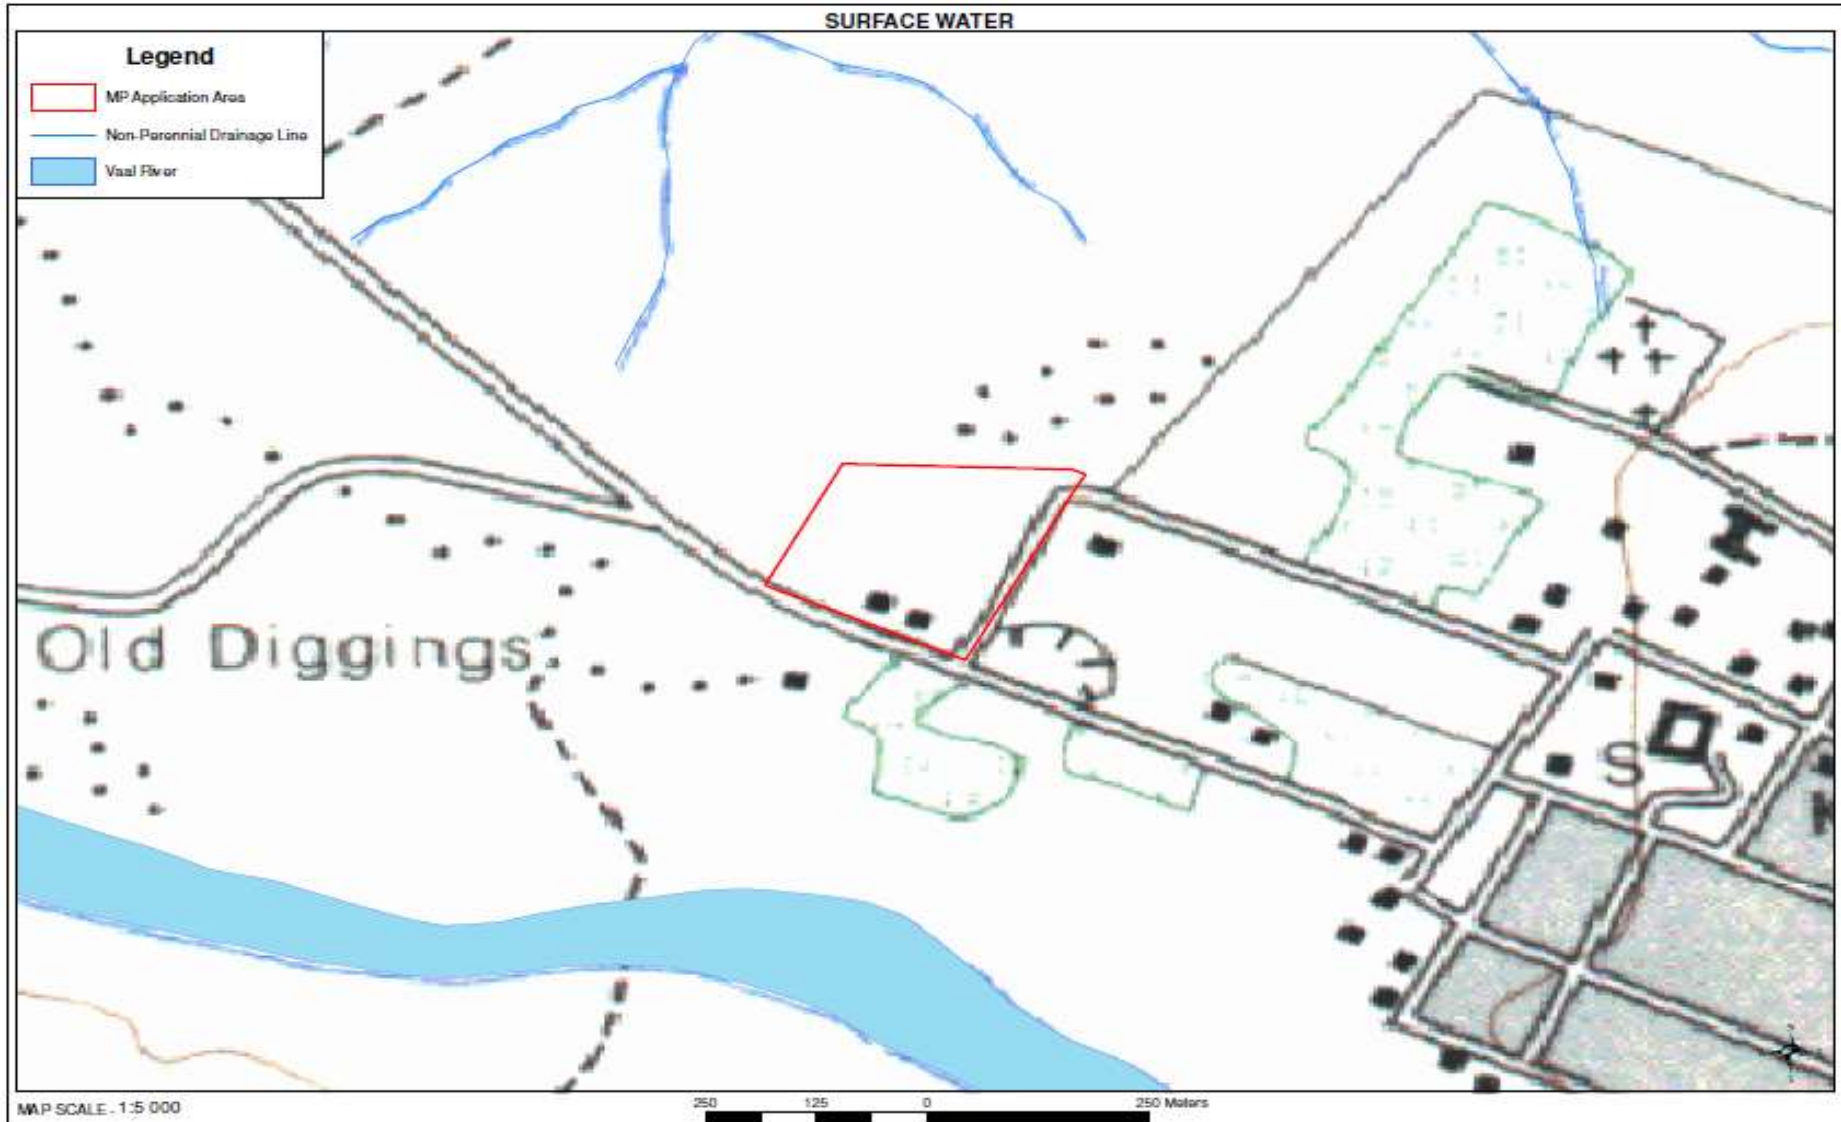 SURFACE WATER
Legend
MP Application Area
Non-Perennial Drainage Line
Vaal River
Old Diggings
S
MAP SCALE - 1:5 000
250 125 0 250 Meters